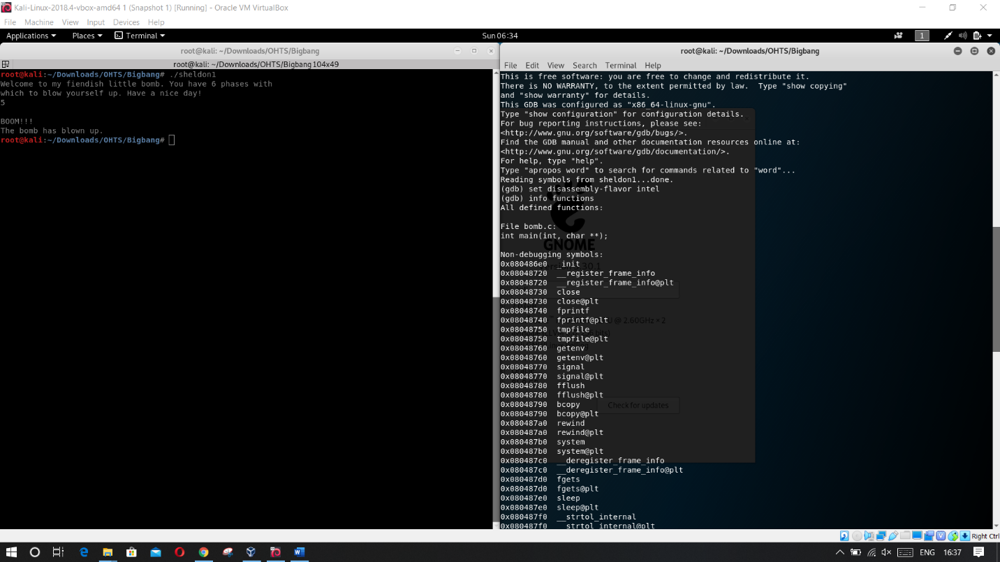 Kali-Linux-2018.4-vbox-amd64 1 (Snapshot 1) [Running] - Oracle VM VirtualBox
File Machine View Input Devices Help
Applications Places Terminal Sun 06:34 1
root@kali: ~/Downloads/OHTS/Bigbang
root@kali: ~/Downloads/OHTS/Bigbang 104x49
root@kali:~/Downloads/OHTS/Bigbang# ./sheldon1
Welcome to my fiendish little bomb. You have 6 phases with
which to blow yourself up. Have a nice day!
5
BOOM!!!
The bomb has blown up.
root@kali:~/Downloads/OHTS/Bigbang#
root@kali: ~/Downloads/OHTS/Bigbang
File Edit View Search Terminal Help
This is free software: you are free to change and redistribute it.
There is NO WARRANTY, to the extent permitted by law.  Type "show copying"
and "show warranty" for details.
This GDB was configured as "x86_64-linux-gnu".
Type "show configuration" for configuration details.
For bug reporting instructions, please see:
<http://www.gnu.org/software/gdb/bugs/>.
Find the GDB manual and other documentation resources online at:
<http://www.gnu.org/software/gdb/documentation/>.
For help, type "help".
Type "apropos word" to search for commands related to "word"...
Reading symbols from sheldon1...done.
(gdb) set disassembly-flavor intel
(gdb) info functions
All defined functions:
File bomb.c:
int main(int, char **);
GNOME
Non-debugging symbols:
0x080486e0  _init
0x08048720  __register_frame_info
0x08048720  __register_frame_info@plt
0x08048730  close
0x08048730  close@plt
0x08048740  fprintf
0x08048740  fprintf@plt
@ 2.60GHz × 2
0x08048750  tmpfile
0x08048750  tmpfile@plt
0x08048760  getenv
0x08048760  getenv@plt
0x08048770  signal
0x08048770  signal@plt
0x08048780  fflush
0x08048780  fflush@plt
0x08048790  bcopy
Check for updates
0x08048790  bcopy@plt
0x080487a0  rewind
0x080487a0  rewind@plt
0x080487b0  system
0x080487b0  system@plt
0x080487c0  __deregister_frame_info
0x080487c0  __deregister_frame_info@plt
0x080487d0  fgets
0x080487d0  fgets@plt
0x080487e0  sleep
0x080487e0  sleep@plt
0x080487f0  __strtol_internal
0x080487f0  __strtol_internal@plt
Right Ctrl
ENG 16:37